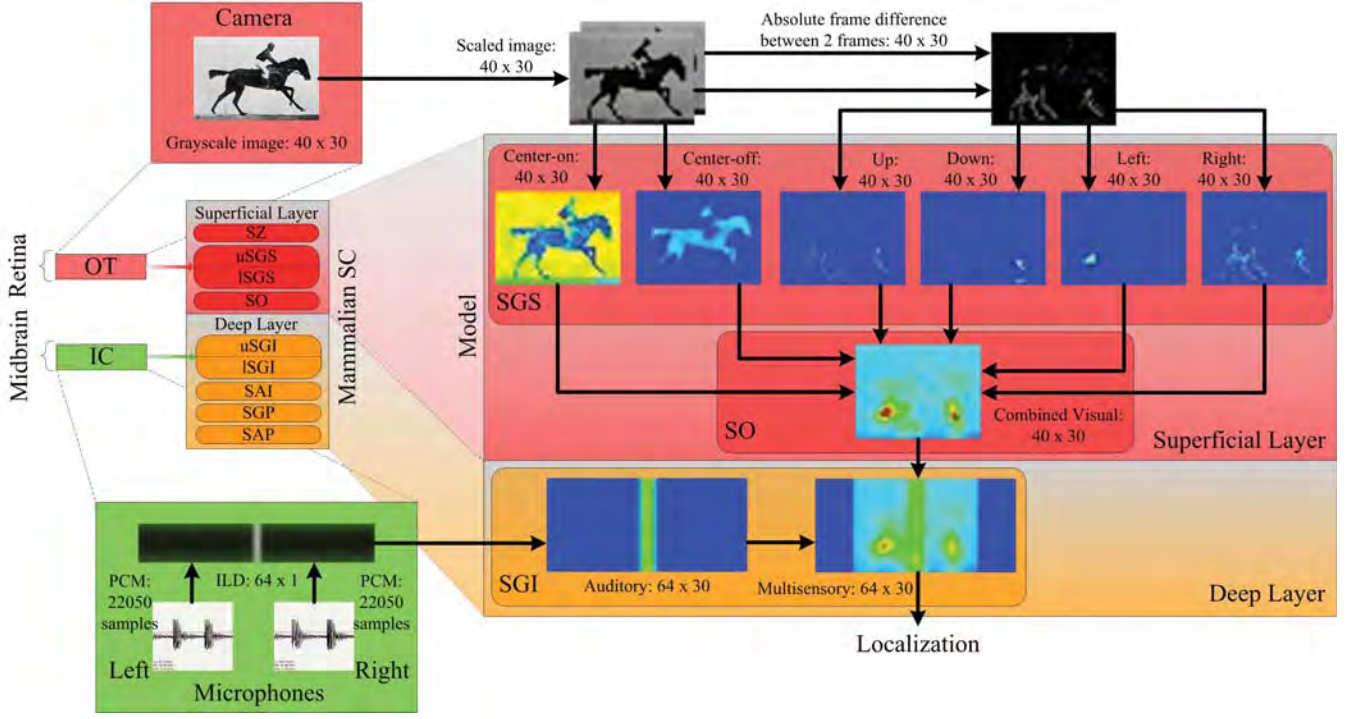 Camera
Grayscale image: 40 x 30
Scaled image:
40 x 30
Absolute frame difference
between 2 frames: 40 x 30
Center-on:
40 x 30
Center-off:
40 x 30
Up:
40 x 30
Down:
40 x 30
Left:
40 x 30
Right:
40 x 30
SGS
Model
SO
Combined Visual:
40 x 30
Superficial Layer
SGI
Auditory: 64 x 30
Multisensory: 64 x 30
Deep Layer
Localization
Midbrain Retina
OT
IC
Superficial Layer
SZ
uSGS
lSGS
SO
Deep Layer
uSGI
lSGI
SAI
SGP
SAP
Mammalian SC
PCM:
22050
samples
ILD: 64 x 1
PCM:
22050
samples
Left
Right
Microphones